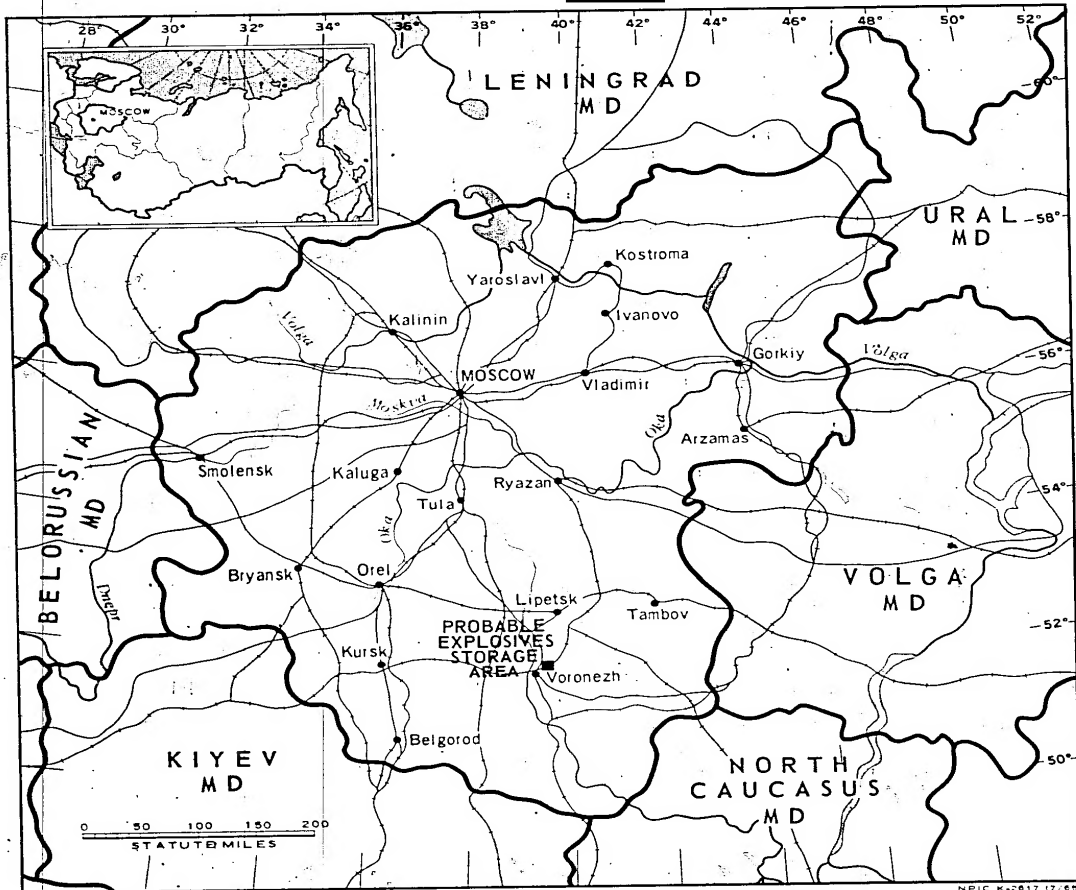 28°
30°
32°
34°
36°
38°
40°
42°
44°
46°
48°
50°
52°
MOSCOW
LENINGRAD
MD
60°
URAL
MD
58°
Kostroma
Yaroslavl
Ivanovo
Kalinin
Volga
Gorkiy
Volga
56°
MOSCOW
Vladimir
Moskva
Oka
Arzamas
BELORUSSIAN
MD
Smolensk
Kaluga
Ryazan
54°
Tula
Oka
Bryansk
Orel
VOLGA
MD
Dnepr
Lipetsk
Tambov
52°
PROBABLE
EXPLOSIVES
STORAGE
AREA
Kursk
Voronezh
Belgorod
KIYEV
MD
NORTH
CAUCASUS
MD
50°
0 50 100 150 200
STATUTE MILES